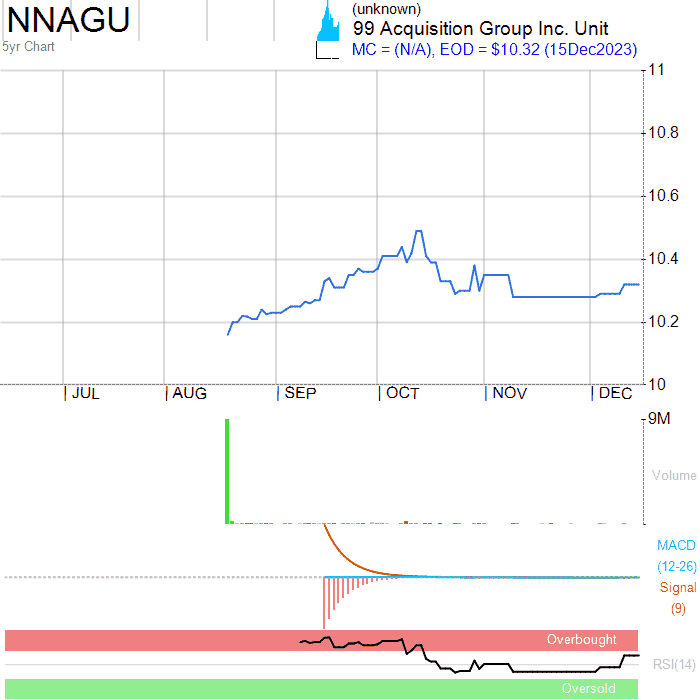 NNAGU
(unknown)
99 Acquisition Group Inc. Unit
5yr Chart
MC = (N/A), EOD = $10.32 (15Dec2023)
11
10.8
10.6
10.4
10.2
10
JUL AUG SEP OCT NOV DEC
9M
Volume
MACD
(12-26)
Signal
(9)
Overbought
RSI(14)
Oversold